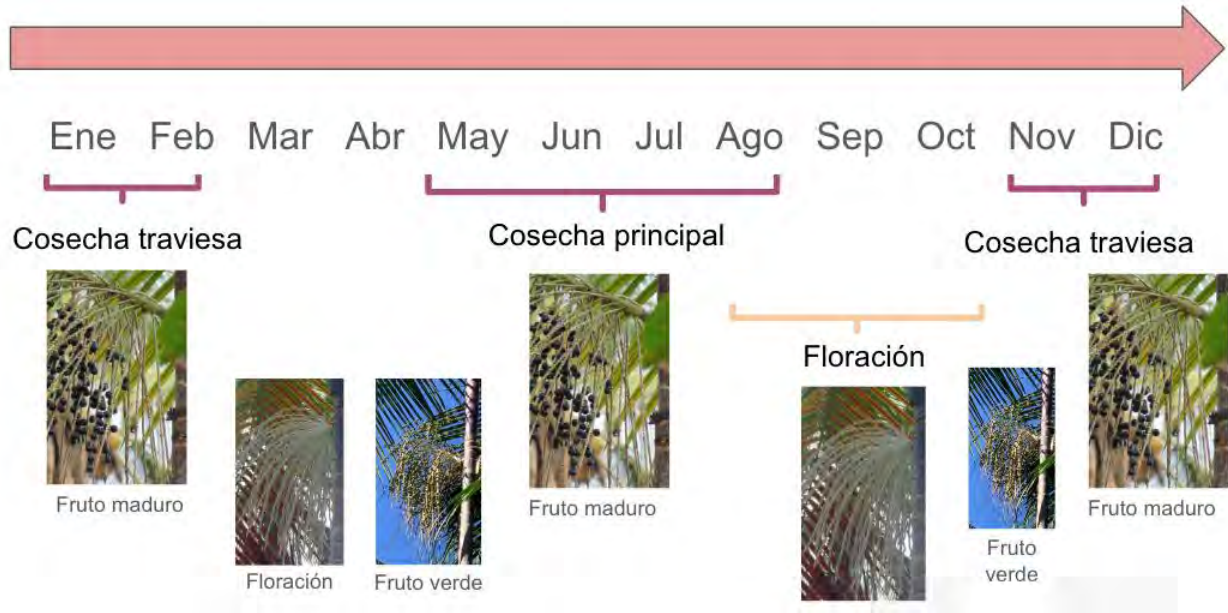 Ene Feb Mar Abr May Jun Jul Ago Sep Oct Nov Dic
Cosecha traviesa
Cosecha principal
Cosecha traviesa
Floración
Fruto maduro
Floración
Fruto verde
Fruto maduro
Fruto
verde
Fruto maduro